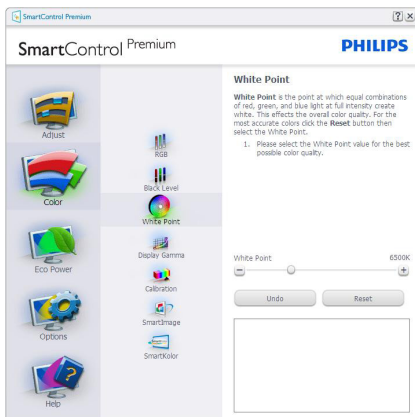 SmartControl Premium
SmartControl Premium
PHILIPS
Adjust
Color
Eco Power
Options
Help
RGB
Black Level
White Point
Display Gamma
Calibration
SmartImage
SmartKolor
White Point
White Point is the point at which equal combinations
of red, green, and blue light at full intensity create
white. This effects the overall color quality. For the
most accurate colors click the Reset button then
select the White Point.
1. Please select the White Point value for the best
possible color quality.
White Point 6500K
Undo Reset